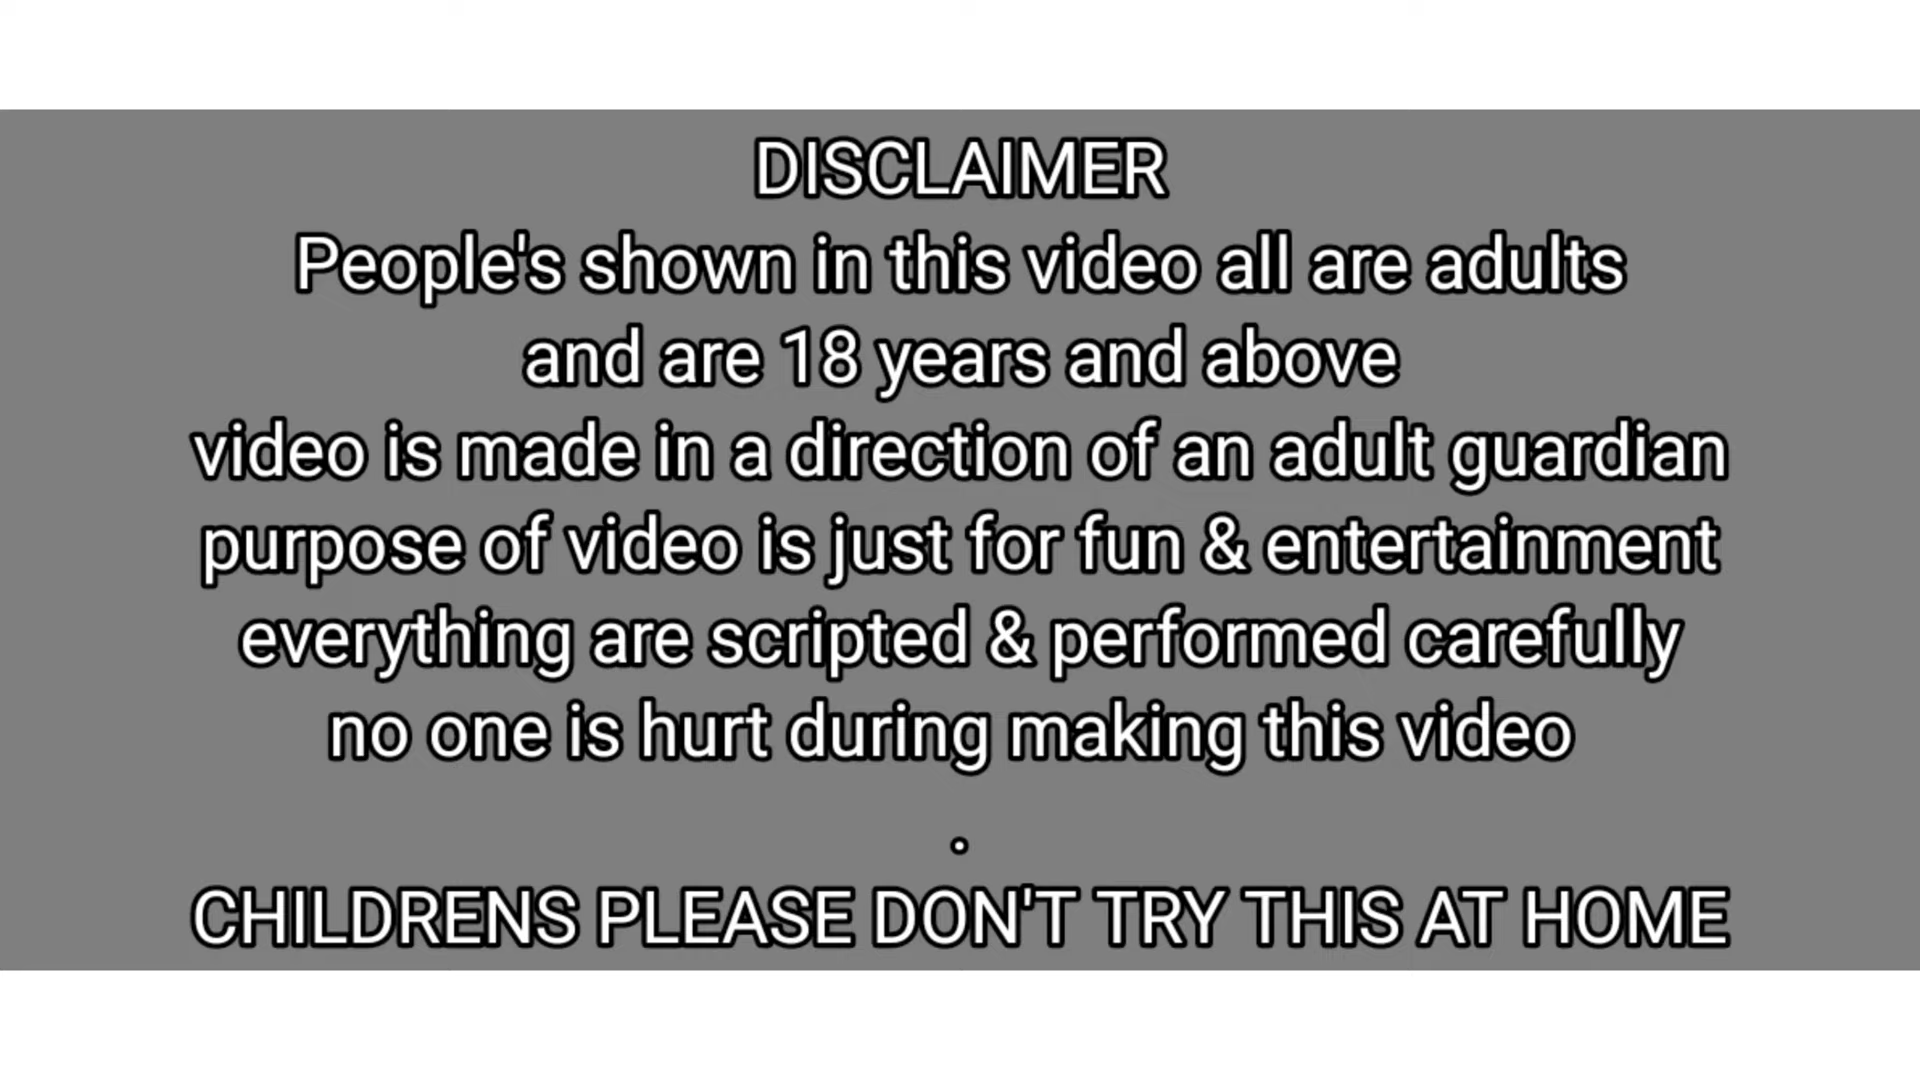 DISCLAIMER
People's shown in this video all are adults
and are 18 years and above
video is made in a direction of an adult guardian
purpose of video is just for fun & entertainment
everything are scripted & performed carefully
no one is hurt during making this video
.
CHILDRENS PLEASE DON'T TRY THIS AT HOME